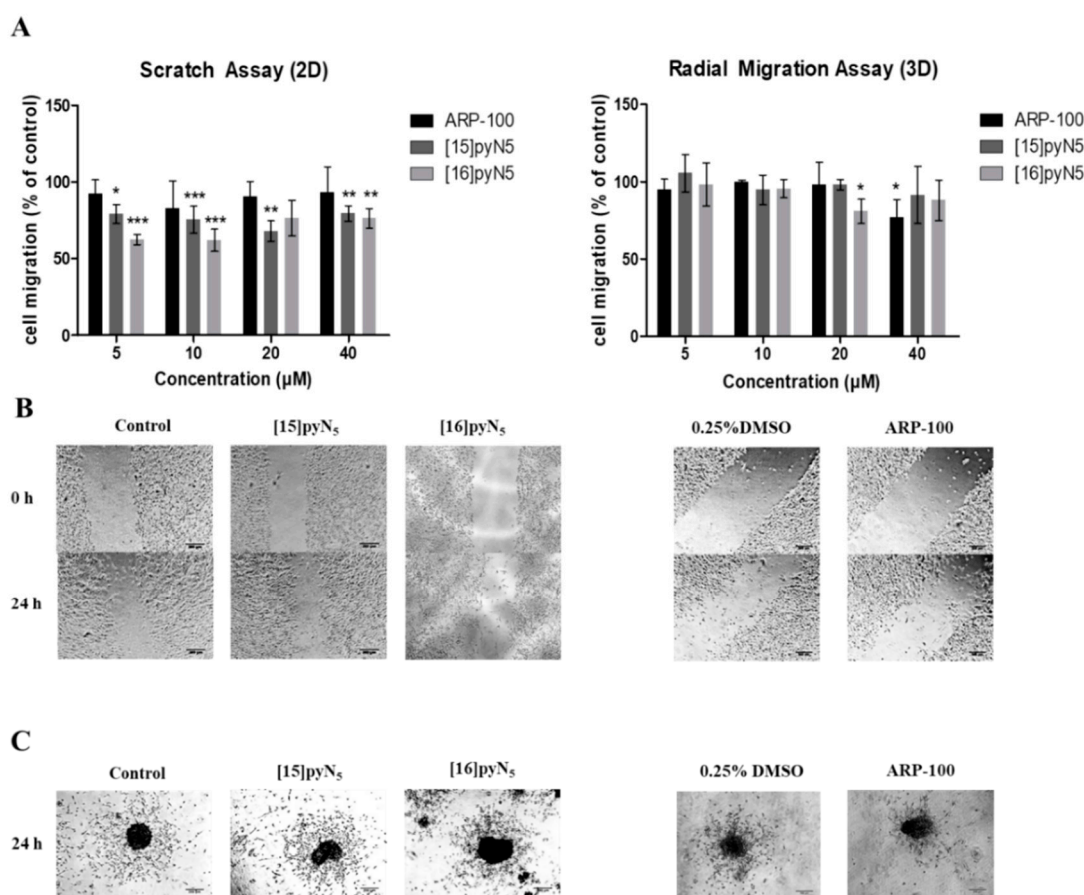 A
Scratch Assay (2D)
cell migration (% of control)
150
100
50
0
* *** *** *** ** ** **
5 10 20 40
Concentration (µM)
ARP-100
[15]pyN5
[16]pyN5
Radial Migration Assay (3D)
cell migration (% of control)
150
100
50
0
* *
5 10 20 40
Concentration (µM)
ARP-100
[15]pyN5
[16]pyN5
B
Control [15]pyN₅ [16]pyN₅ 0.25%DMSO ARP-100
0 h
24 h
C
Control [15]pyN₅ [16]pyN₅ 0.25% DMSO ARP-100
24 h